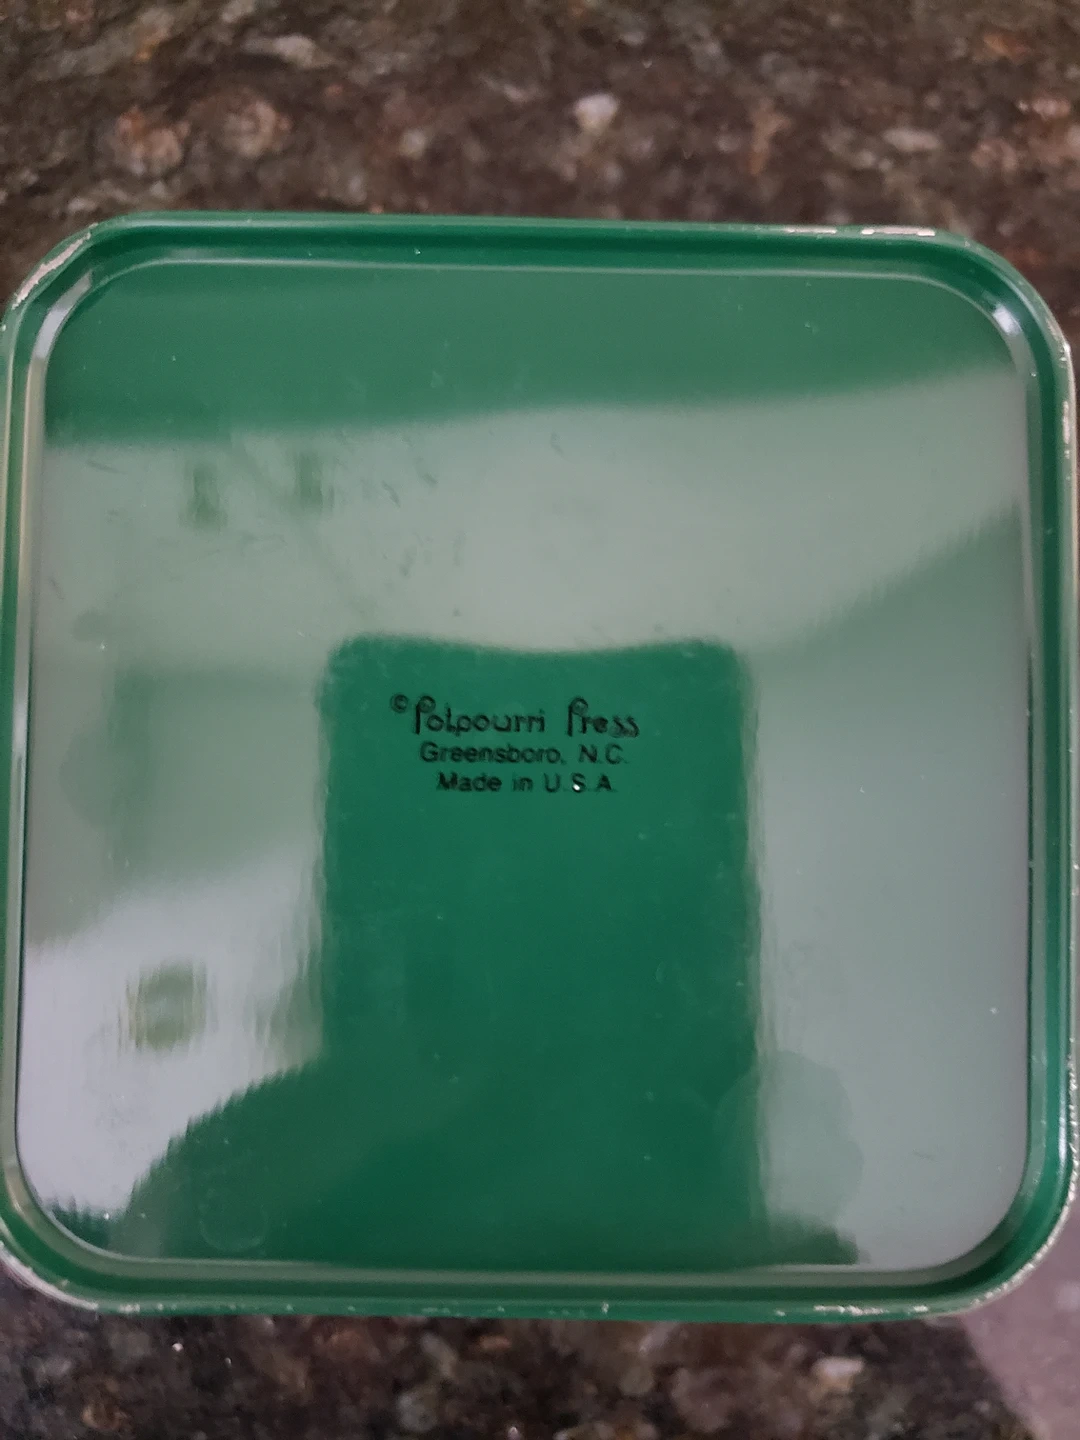 © Potpourri Press
Greensboro, N.C.
Made in U.S.A.